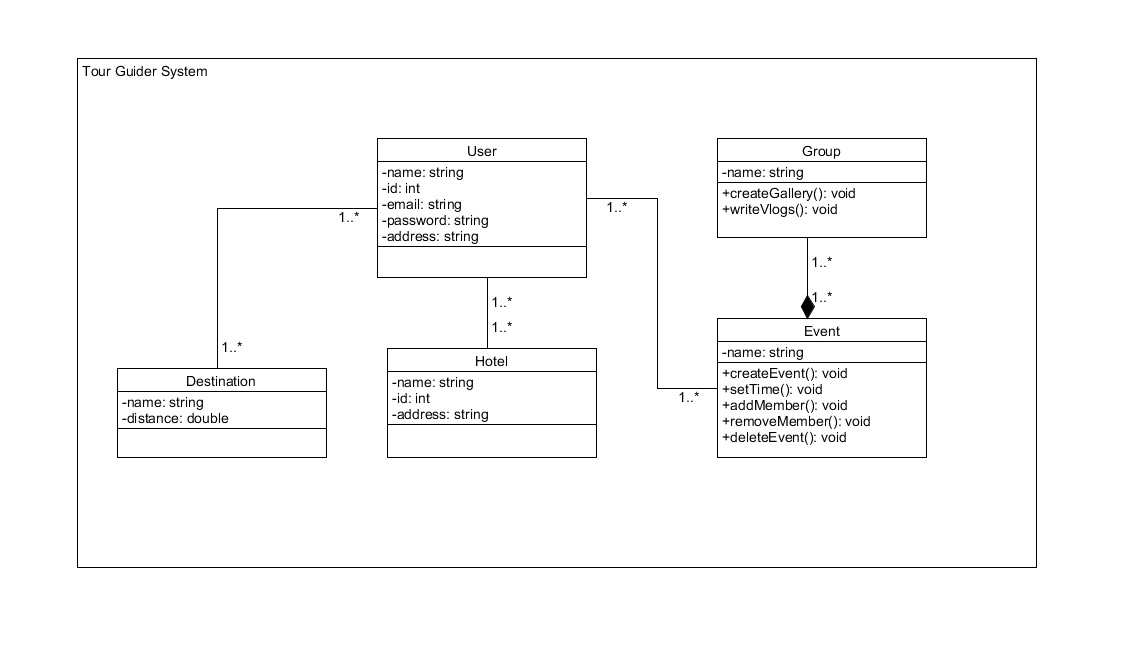 Tour Guider System
User
-name: string
-id: int
-email: string
-password: string
-address: string
Group
-name: string
+createGallery(): void
+writeVlogs(): void
1..*
1..*
1..*
1..*
1..*
1..*
1..*
1..*
Destination
-name: string
-distance: double
Hotel
-name: string
-id: int
-address: string
Event
-name: string
+createEvent(): void
+setTime(): void
+addMember(): void
+removeMember(): void
+deleteEvent(): void